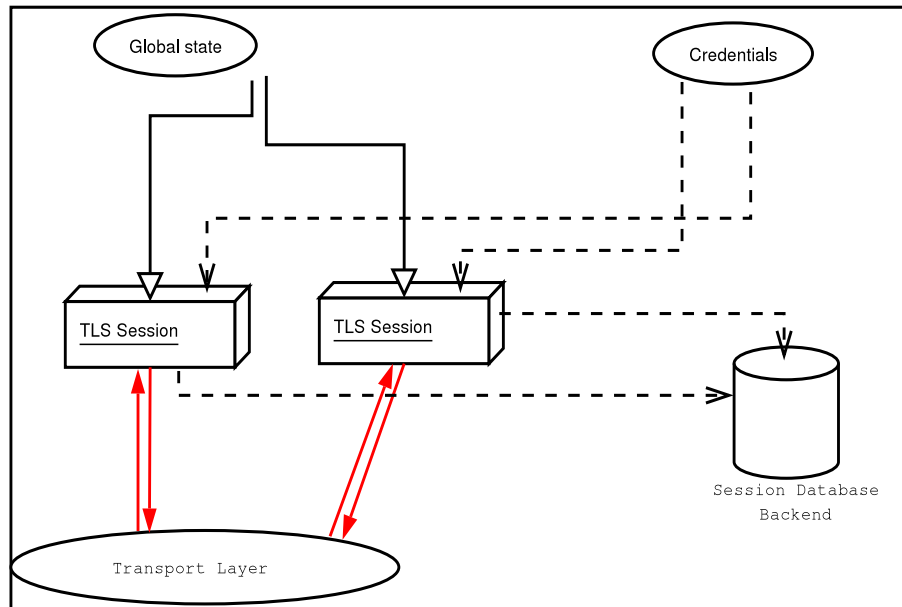 Global state
Credentials
TLS Session
TLS Session
Session Database
Backend
Transport Layer